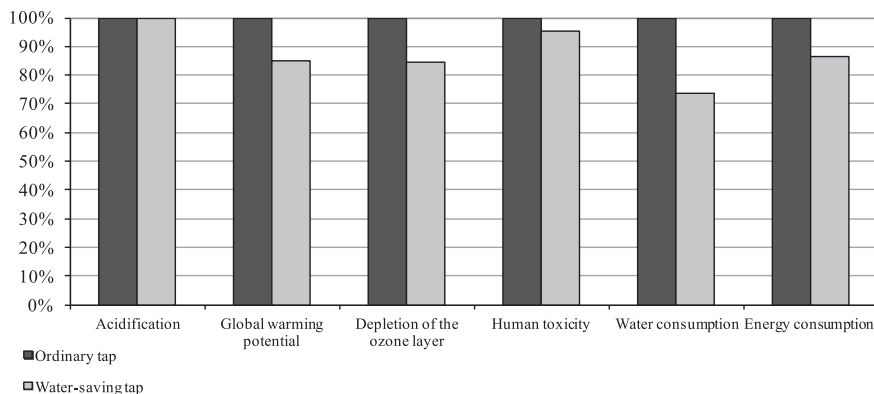 100%
90%
80%
70%
60%
50%
40%
30%
20%
10%
0%
Acidification
Global warming
potential
Depletion of the
ozone layer
Human toxicity
Water consumption
Energy consumption
Ordinary tap
Water-saving tap